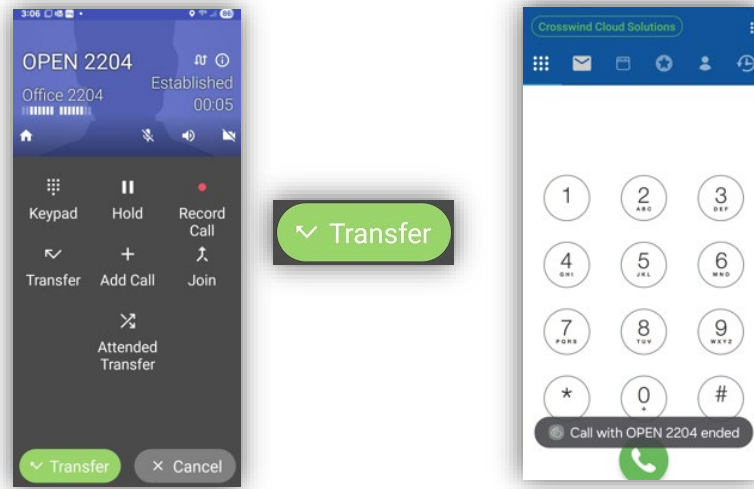 3:06
86
OPEN 2204
Established
Office 2204
00:05
Keypad
Hold
Record
Call
Transfer
Add Call
Join
Attended
Transfer
Transfer
Cancel
Transfer
Crosswind Cloud Solutions
1
2
ABC
3
DEF
4
GHI
5
JKL
6
MNO
7
PQRS
8
TUV
9
WXYZ
*
0
+
#
Call with OPEN 2204 ended